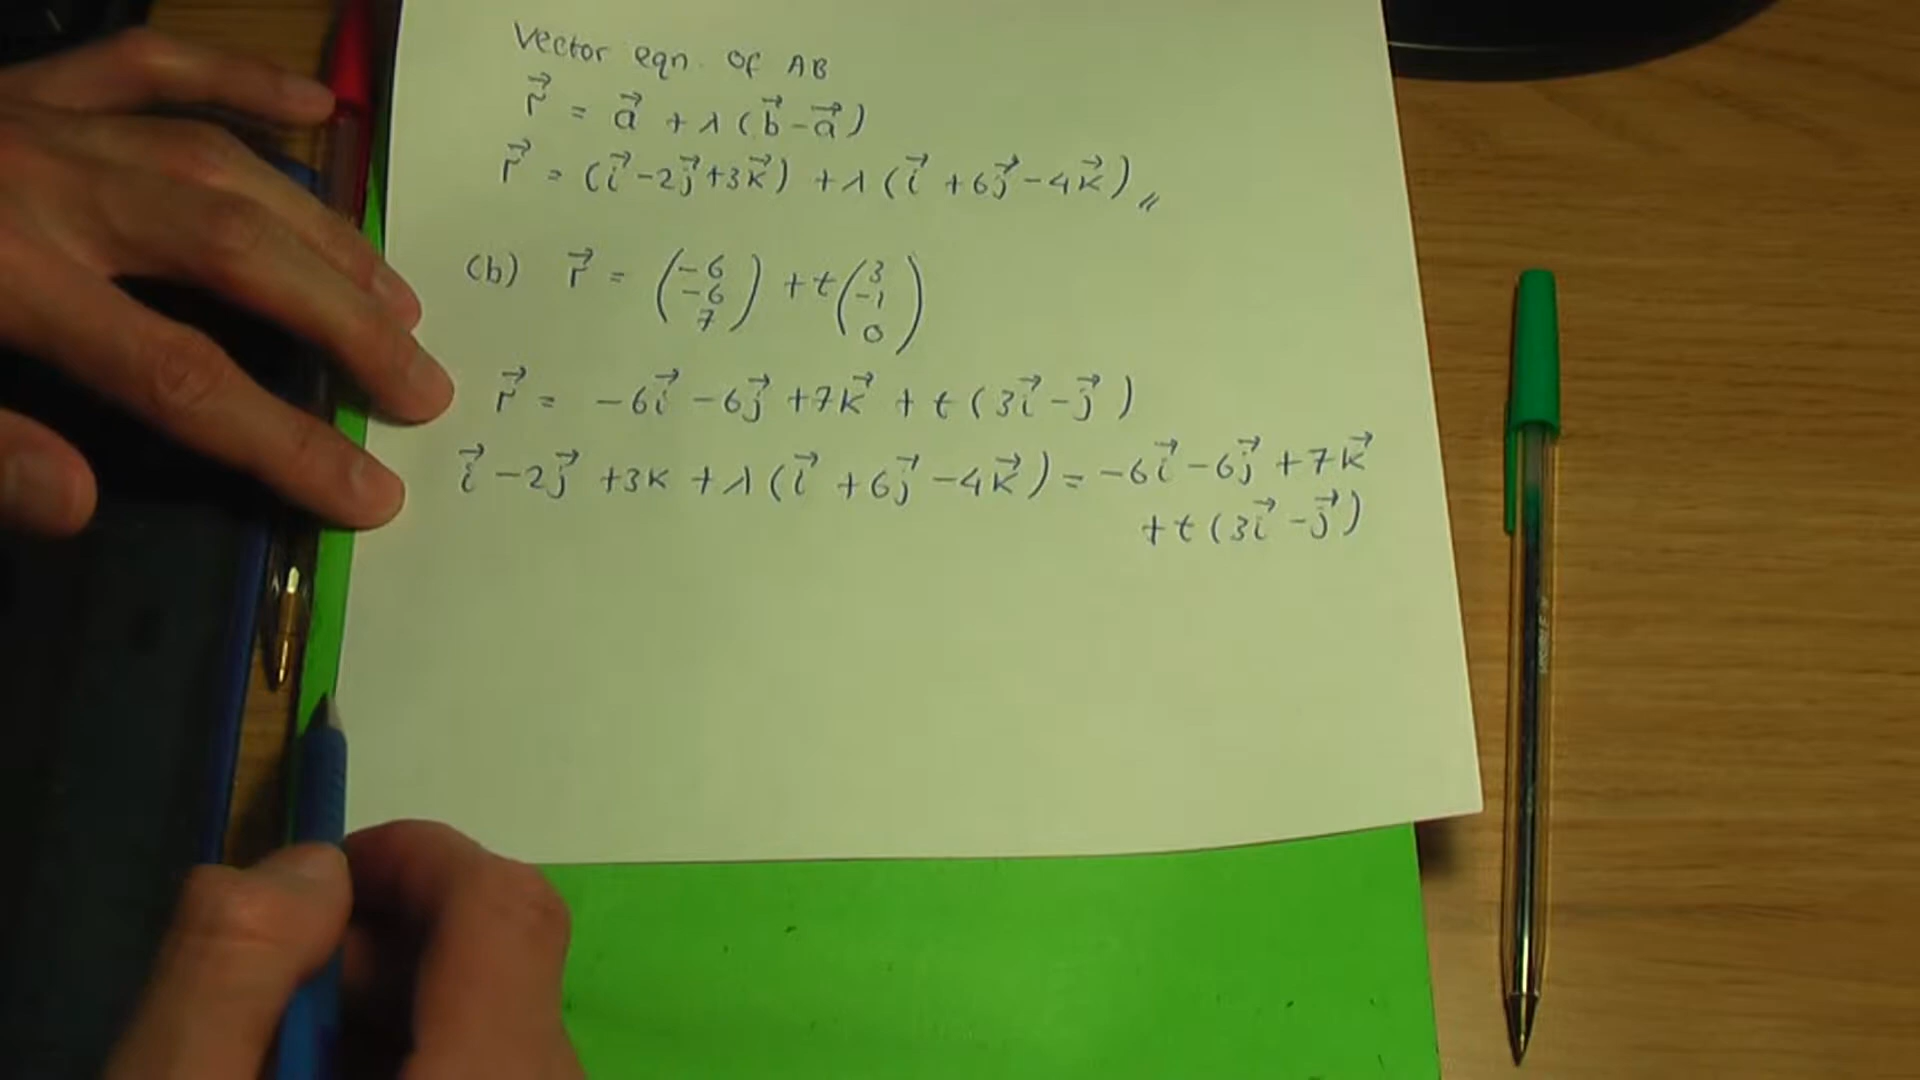 Vector eqn. of AB
r⃗ = a⃗ + λ(b⃗ - a⃗)
r⃗ = (i⃗ - 2j⃗ + 3k⃗) + λ(i⃗ + 6j⃗ - 4k⃗)〃
(b) r⃗ = (-6 -6 7) + t(3 -1 0)
r⃗ = -6i⃗ - 6j⃗ + 7k⃗ + t(3i⃗ - j⃗)
i⃗ - 2j⃗ + 3k + λ(i⃗ + 6j⃗ - 4k⃗) = -6i⃗ - 6j⃗ + 7k⃗
+ t(3i⃗ - j⃗)